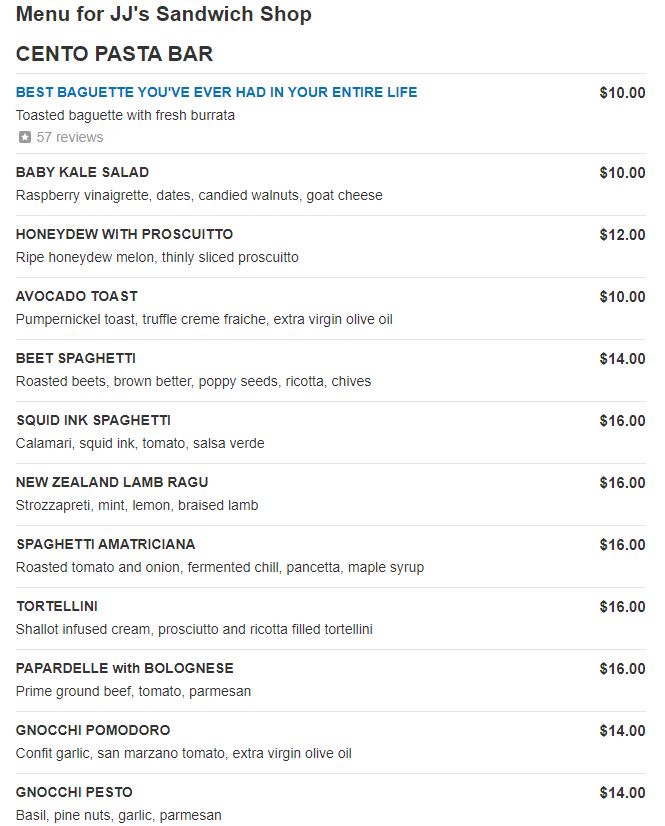 Menu for JJ's Sandwich Shop
CENTO PASTA BAR
BEST BAGUETTE YOU'VE EVER HAD IN YOUR ENTIRE LIFE $10.00
Toasted baguette with fresh burrata
57 reviews
BABY KALE SALAD $10.00
Raspberry vinaigrette, dates, candied walnuts, goat cheese
HONEYDEW WITH PROSCUITTO $12.00
Ripe honeydew melon, thinly sliced proscuitto
AVOCADO TOAST $10.00
Pumpernickel toast, truffle creme fraiche, extra virgin olive oil
BEET SPAGHETTI $14.00
Roasted beets, brown better, poppy seeds, ricotta, chives
SQUID INK SPAGHETTI $16.00
Calamari, squid ink, tomato, salsa verde
NEW ZEALAND LAMB RAGU $16.00
Strozzapreti, mint, lemon, braised lamb
SPAGHETTI AMATRICIANA $16.00
Roasted tomato and onion, fermented chill, pancetta, maple syrup
TORTELLINI $16.00
Shallot infused cream, prosciutto and ricotta filled tortellini
PAPARDELLE with BOLOGNESE $16.00
Prime ground beef, tomato, parmesan
GNOCCHI POMODORO $14.00
Confit garlic, san marzano tomato, extra virgin olive oil
GNOCCHI PESTO $14.00
Basil, pine nuts, garlic, parmesan